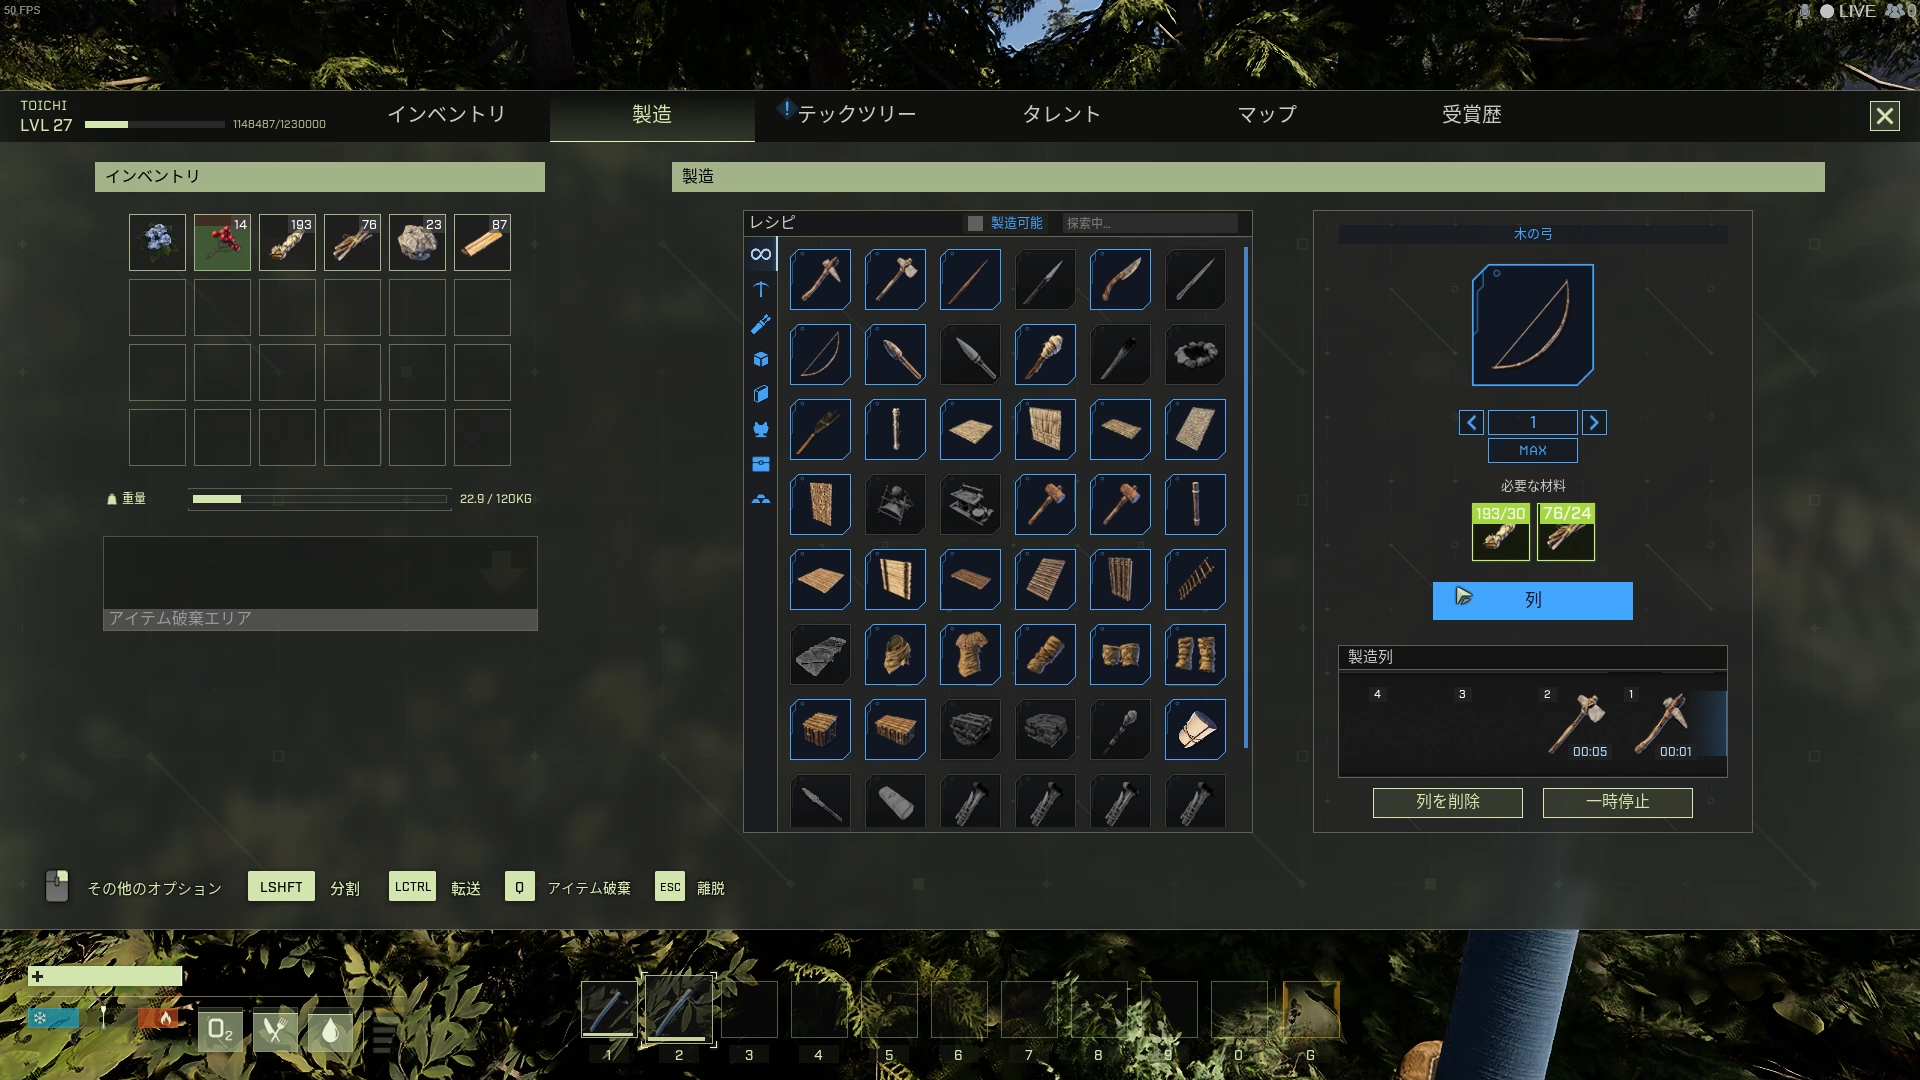 50 FPS
LIVE 0
TOICHI
LVL 27 1148487/1230000
インベントリ 製造 ! テックツリー タレント マップ 受賞歴
インベントリ
14 193 76 23 87
重量 22.9 / 120KG
アイテム破棄エリア
製造
レシピ 製造可能 探索中...
木の弓
1
MAX
必要な材料
193/30 76/24
列
製造列
4 3 2 1
00:05 00:01
列を削除 一時停止
その他のオプション LSHFT 分割 LCTRL 転送 Q アイテム破棄 ESC 離脱
O2
1 2 3 4 5 6 7 8 9 0 G